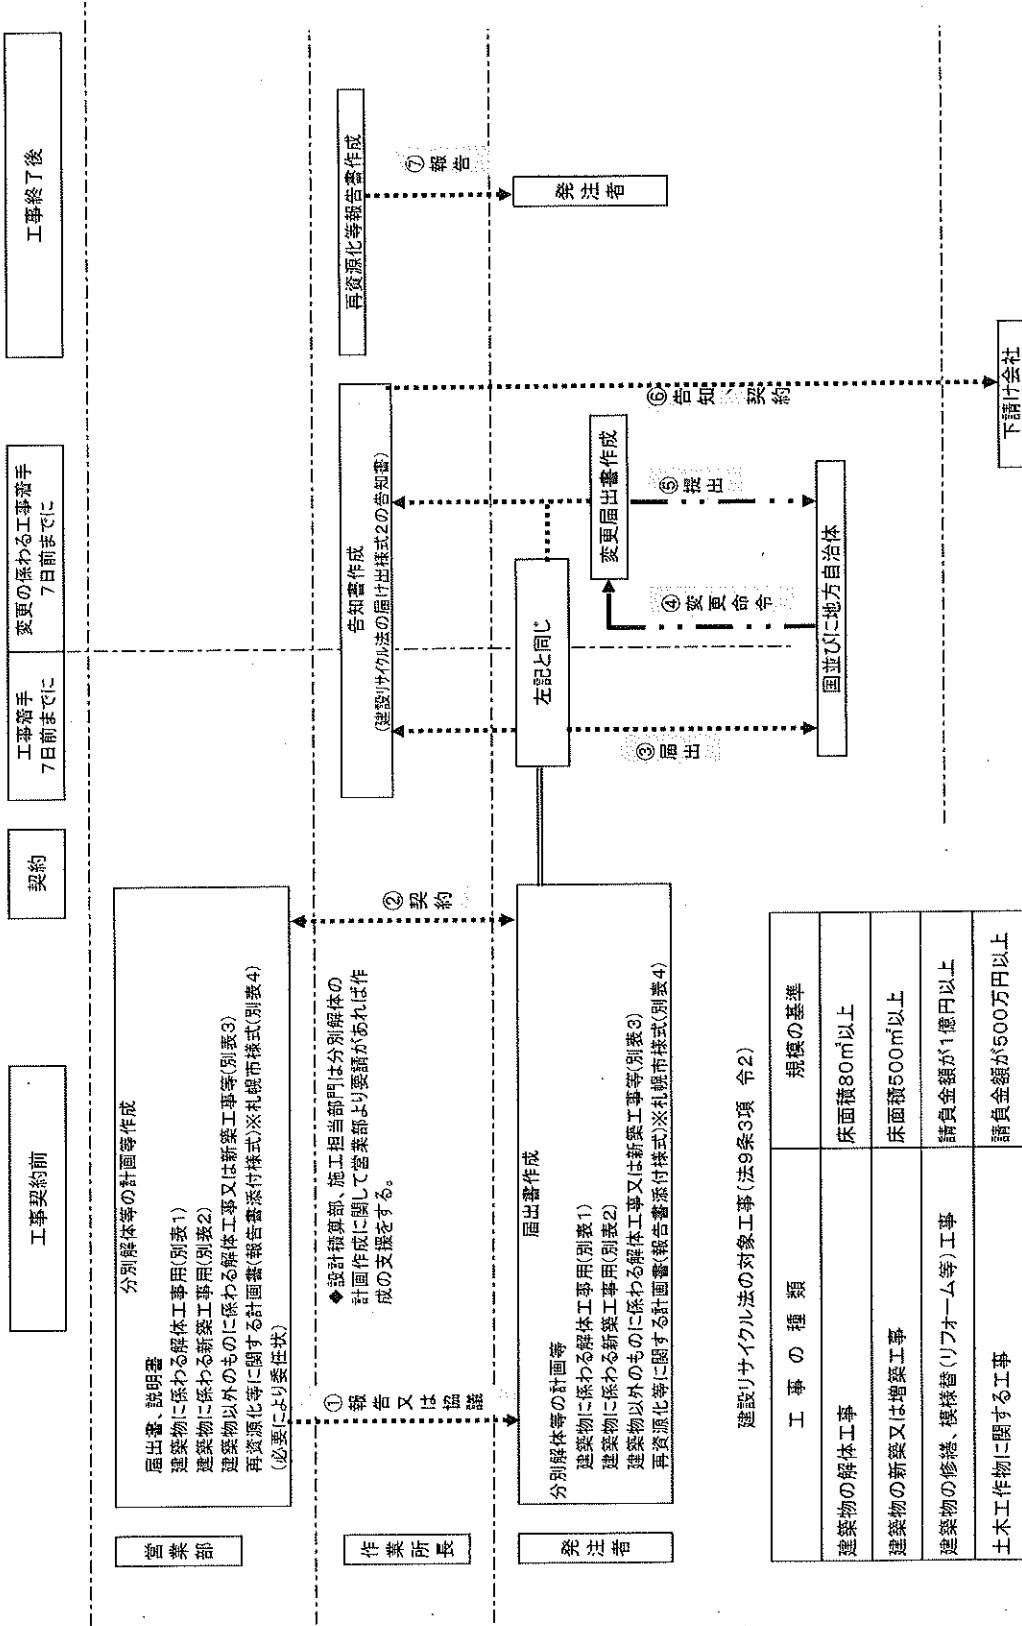 工事契約前
契約
工事着手
7日前までに
変更の係わる工事着手
7日前までに
工事終了後
営業部
分別解体等の計画等作成
届出書、説明書
建築物に係わる解体工事用(別表1)
建築物に係わる新築工事用(別表2)
建築物以外のものに係わる解体工事又は新築工事等(別表3)
再資源化等に関する計画書(報告書添付様式)※札幌市様式(別表4)
(必要により委任状)
作業所長
①報告又は協議
◆設計積算部、施工担当部門は分別解体の
計画作成に関して営業部より要請があれば作
成の支援をする。
②契約
告知書作成
(建設リサイクル法の届け出様式2の告知書)
再資源化等報告書作成
⑦報告
発注者
届出書作成
分別解体等の計画等
建築物に係わる解体工事用(別表1)
建築物に係わる新築工事用(別表2)
建築物以外のものに係わる解体工事又は新築工事等(別表3)
再資源化等に関する計画書(報告書添付様式)※札幌市様式(別表4)
左記と同じ
③届出
変更届出書作成
④変更命令
⑤提出
⑥告知、契約
発注者
国並びに地方自治体
下請け会社
建設リサイクル法の対象工事(法9条3項 令2)
工事の種類 規模の基準
建築物の解体工事 床面積80㎡以上
建築物の新築又は増築工事 床面積500㎡以上
建築物の修繕、模様替(リフォーム等)工事 請負金額が1億円以上
土木工作物に関する工事 請負金額が500万円以上